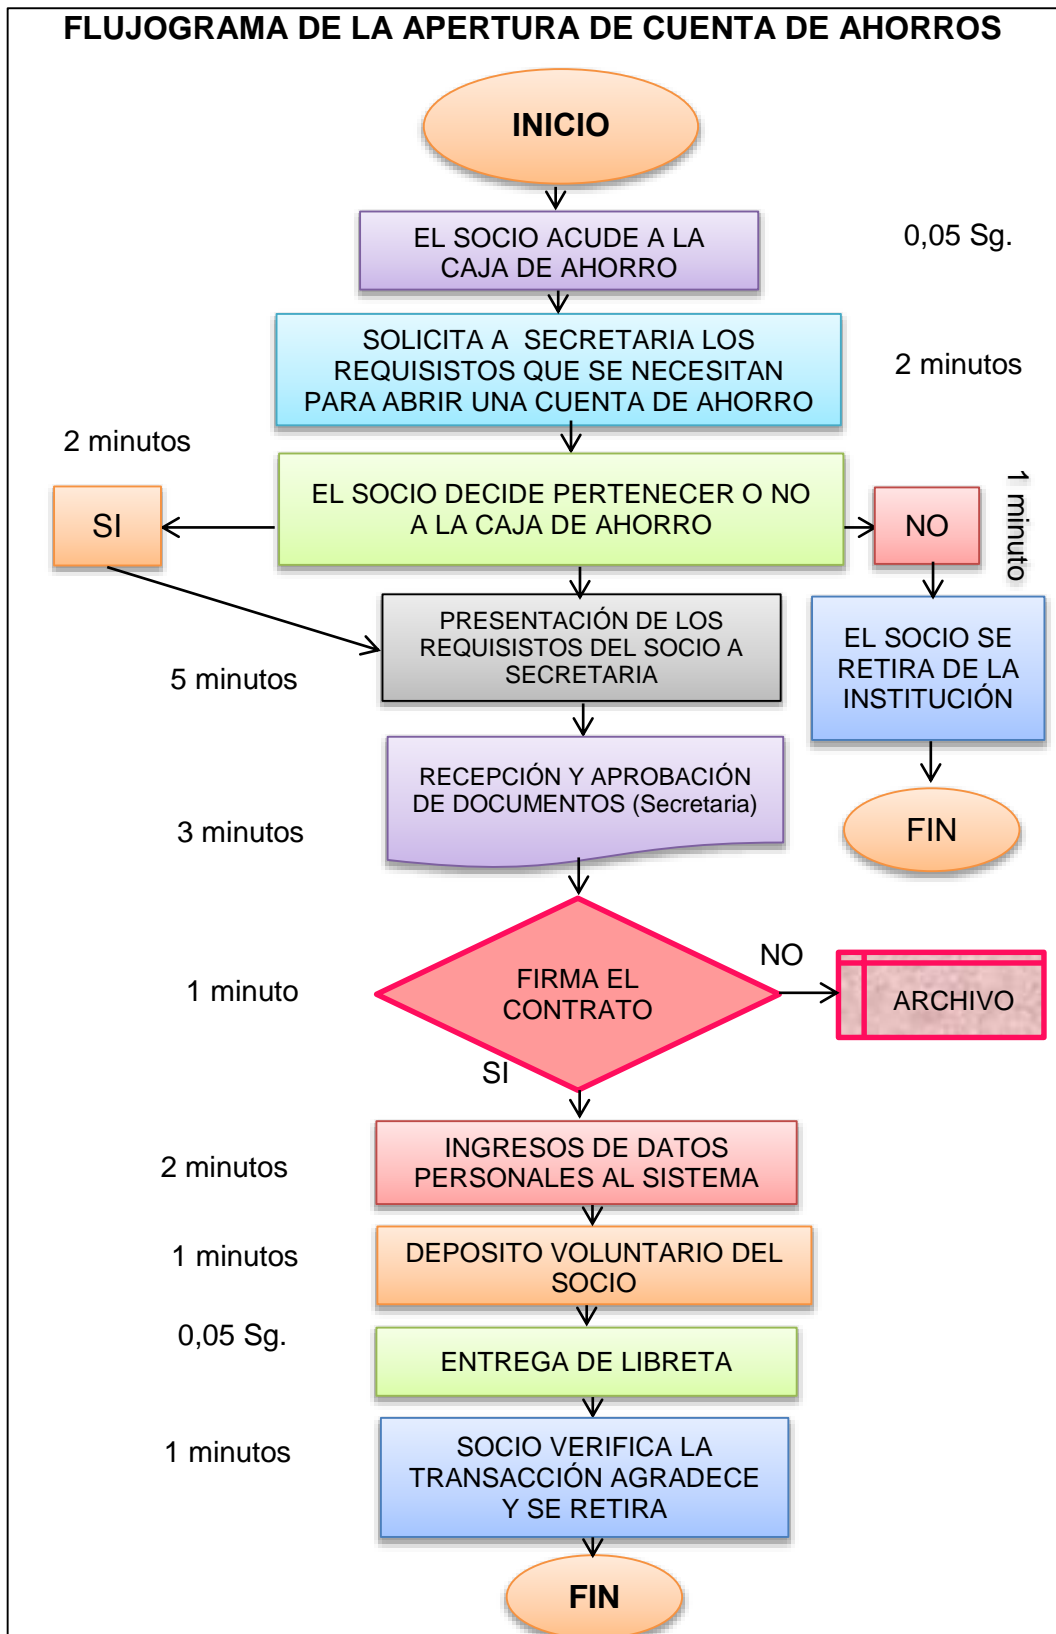 FLUJOGRAMA DE LA APERTURA DE CUENTA DE AHORROS
INICIO
EL SOCIO ACUDE A LA
CAJA DE AHORRO
0,05 Sg.
SOLICITA A SECRETARIA LOS
REQUISISTOS QUE SE NECESITAN
PARA ABRIR UNA CUENTA DE AHORRO
2 minutos
2 minutos
SI
EL SOCIO DECIDE PERTENECER O NO
A LA CAJA DE AHORRO
NO
1 minuto
PRESENTACIÓN DE LOS
REQUISISTOS DEL SOCIO A
SECRETARIA
5 minutos
EL SOCIO SE
RETIRA DE LA
INSTITUCIÓN
RECEPCIÓN Y APROBACIÓN
DE DOCUMENTOS (Secretaria)
3 minutos
FIN
FIRMA EL
CONTRATO
1 minuto
NO
ARCHIVO
SI
INGRESOS DE DATOS
PERSONALES AL SISTEMA
2 minutos
DEPOSITO VOLUNTARIO DEL
SOCIO
1 minutos
0,05 Sg.
ENTREGA DE LIBRETA
1 minutos
SOCIO VERIFICA LA
TRANSACCIÓN AGRADECE
Y SE RETIRA
FIN